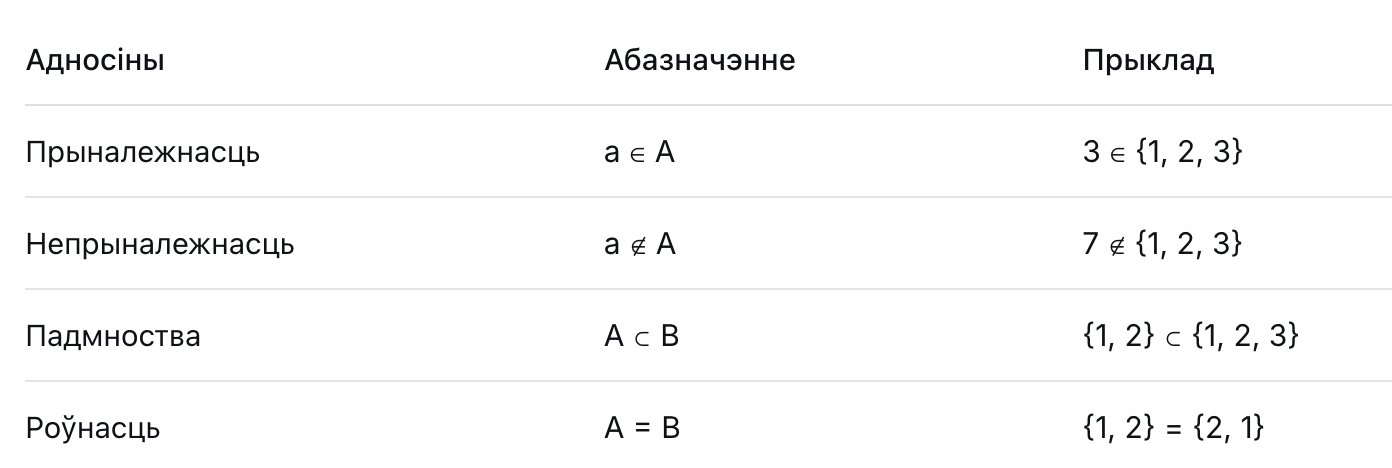 Адносіны Абазначэнне Прыклад
Прыналежнасць a ∈ A 3 ∈ {1, 2, 3}
Непрыналежнасць a ∉ A 7 ∉ {1, 2, 3}
Падмноства A ⊂ B {1, 2} ⊂ {1, 2, 3}
Роўнасць A = B {1, 2} = {2, 1}